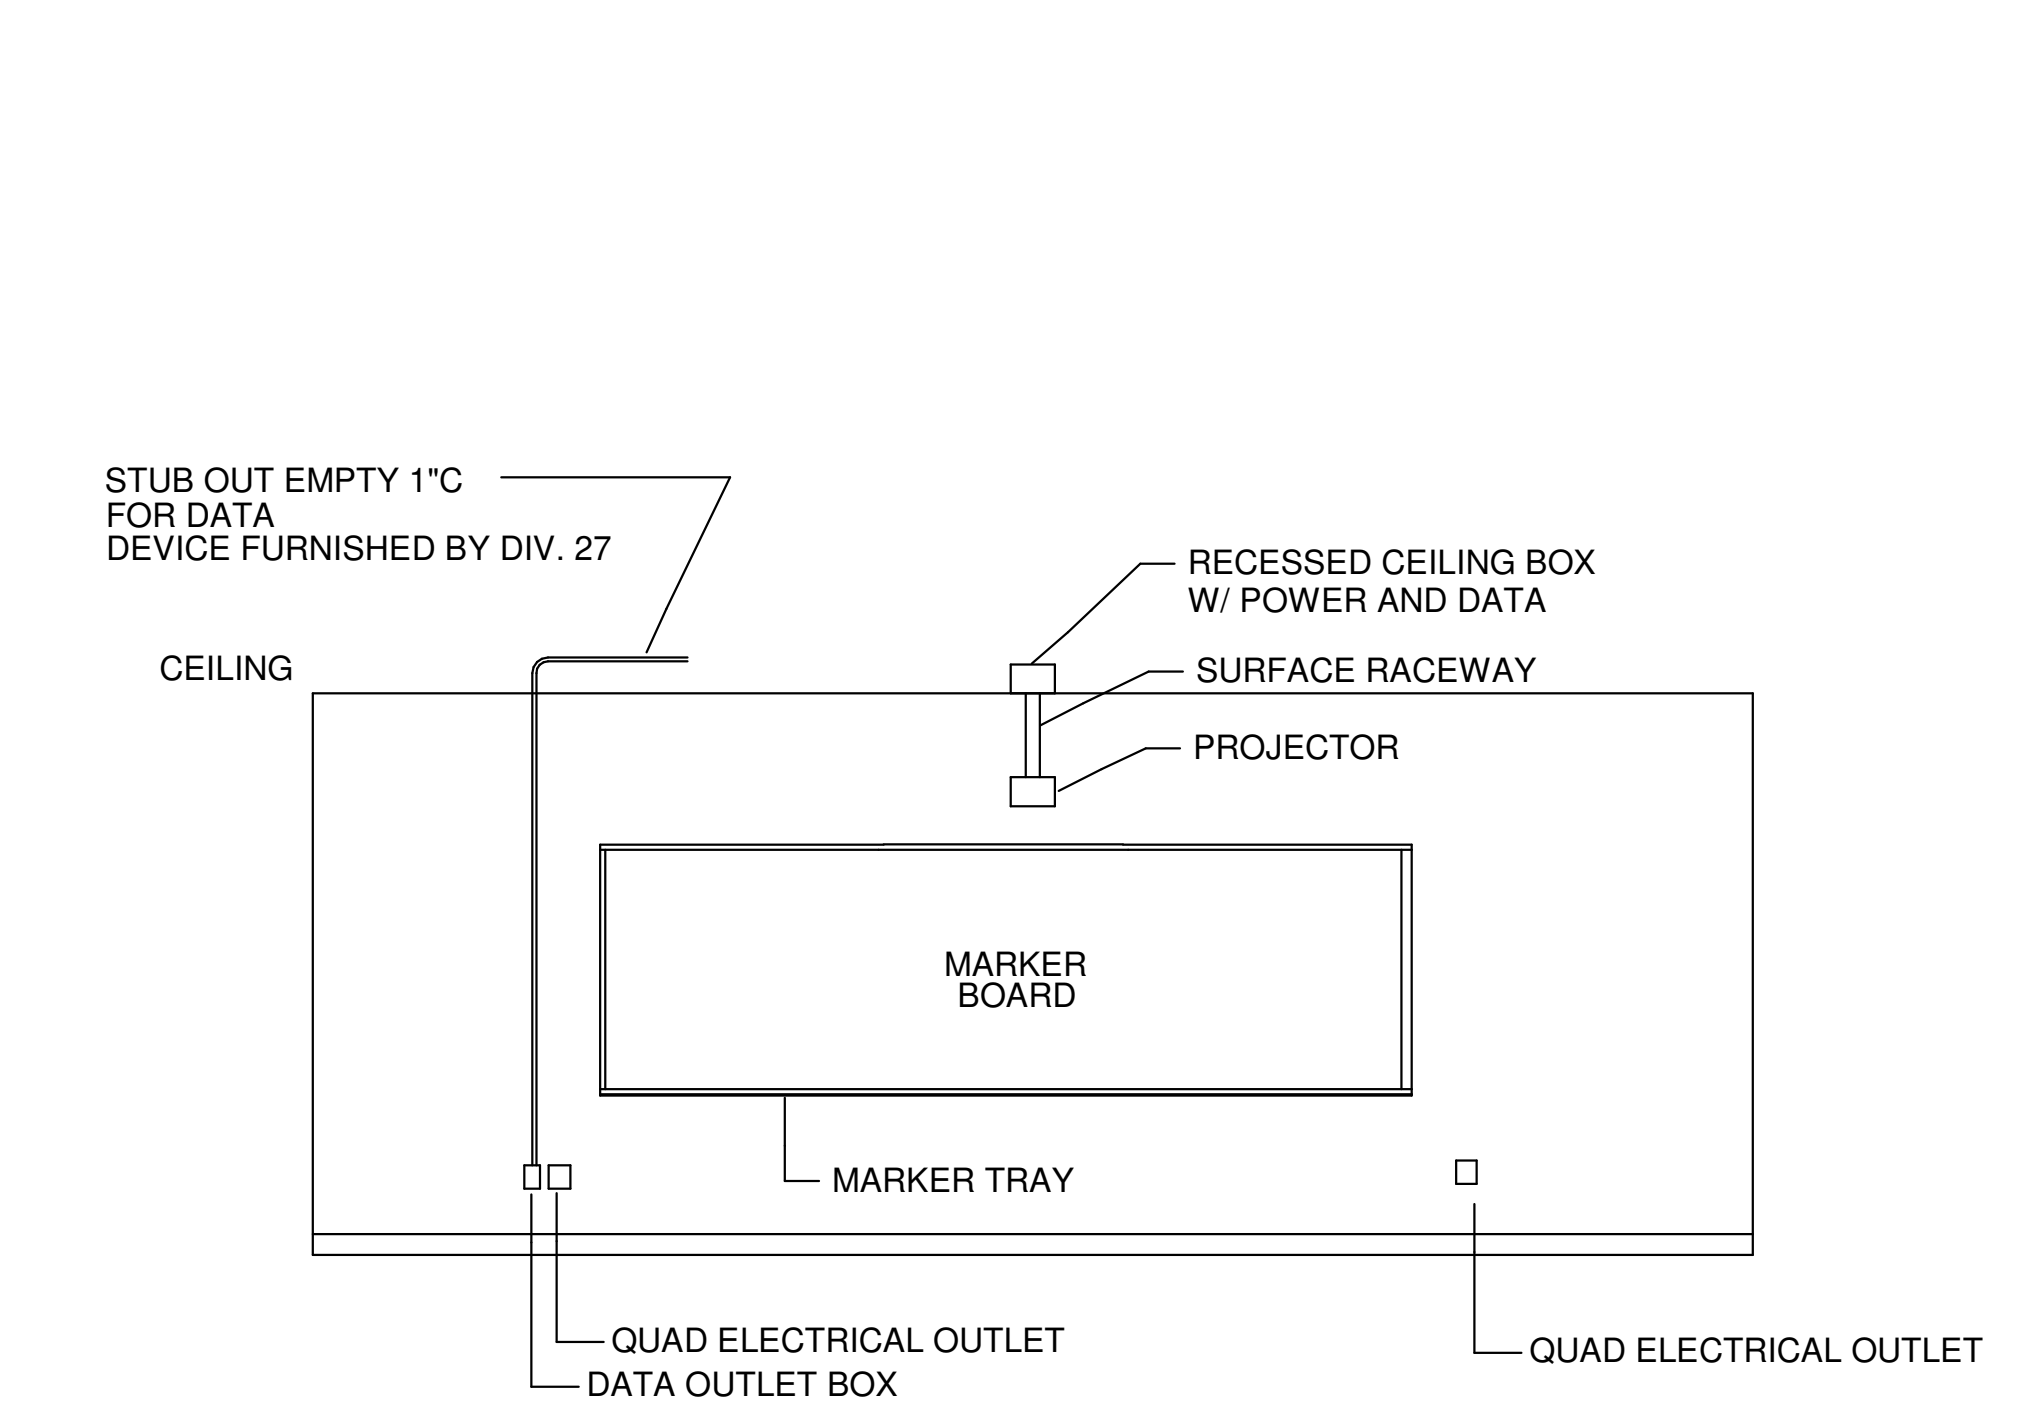 STUB OUT EMPTY 1"C
FOR DATA
DEVICE FURNISHED BY DIV. 27
RECESSED CEILING BOX
W/ POWER AND DATA
CEILING
SURFACE RACEWAY
PROJECTOR
MARKER
BOARD
MARKER TRAY
QUAD ELECTRICAL OUTLET
DATA OUTLET BOX
QUAD ELECTRICAL OUTLET